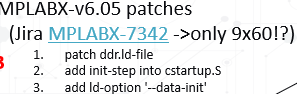 MPLABX-v6.05 patches
(Jira MPLABX-7342 ->only 9x60!?)
1. patch ddr.ld-file
2. add init-step into cstartup.S
3. add ld-option '--data-init'